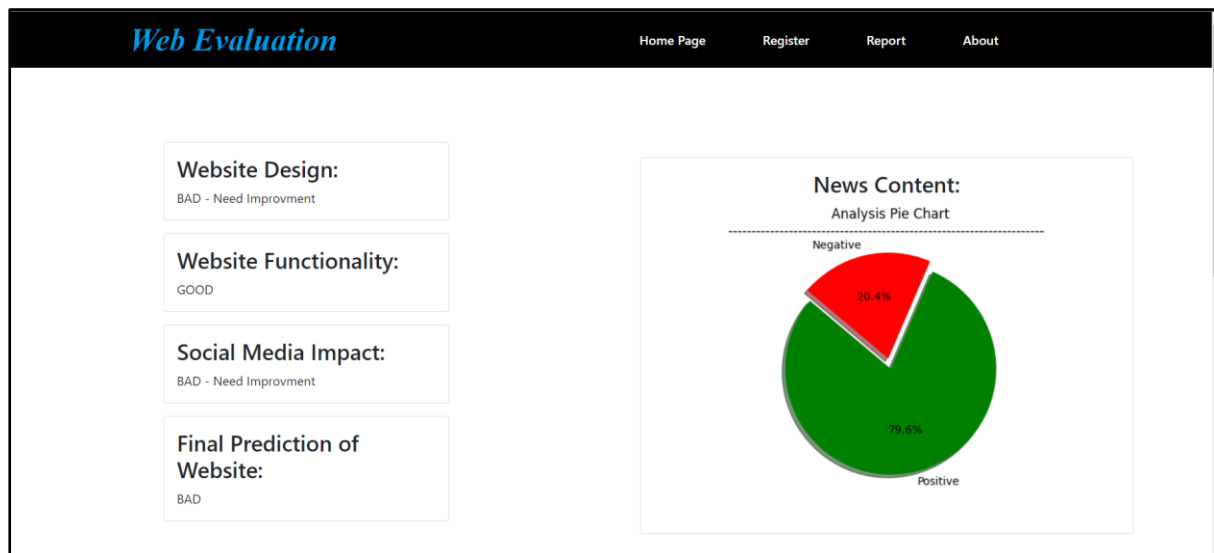 Web Evaluation
Home Page
Register
Report
About
Website Design:
BAD - Need Improvment
Website Functionality:
GOOD
Social Media Impact:
BAD - Need Improvment
Final Prediction of
Website:
BAD
News Content:
Analysis Pie Chart
--------------------------------------------------------------------
Negative
20.4%
79.6%
Positive